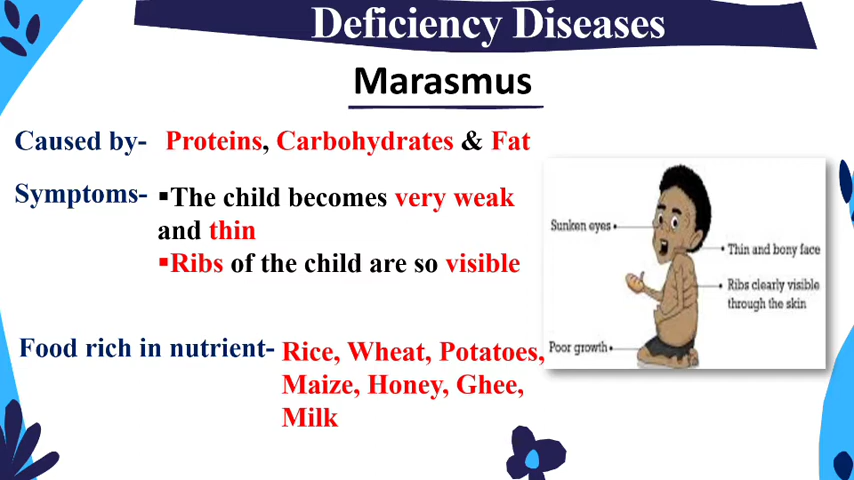 Deficiency Diseases
Marasmus
Caused by- Proteins, Carbohydrates & Fat
Symptoms- ▪The child becomes very weak
and thin
▪Ribs of the child are so visible
Sunken eyes
Thin and bony face
Ribs clearly visible
through the skin
Poor growth
Food rich in nutrient- Rice, Wheat, Potatoes,
Maize, Honey, Ghee,
Milk